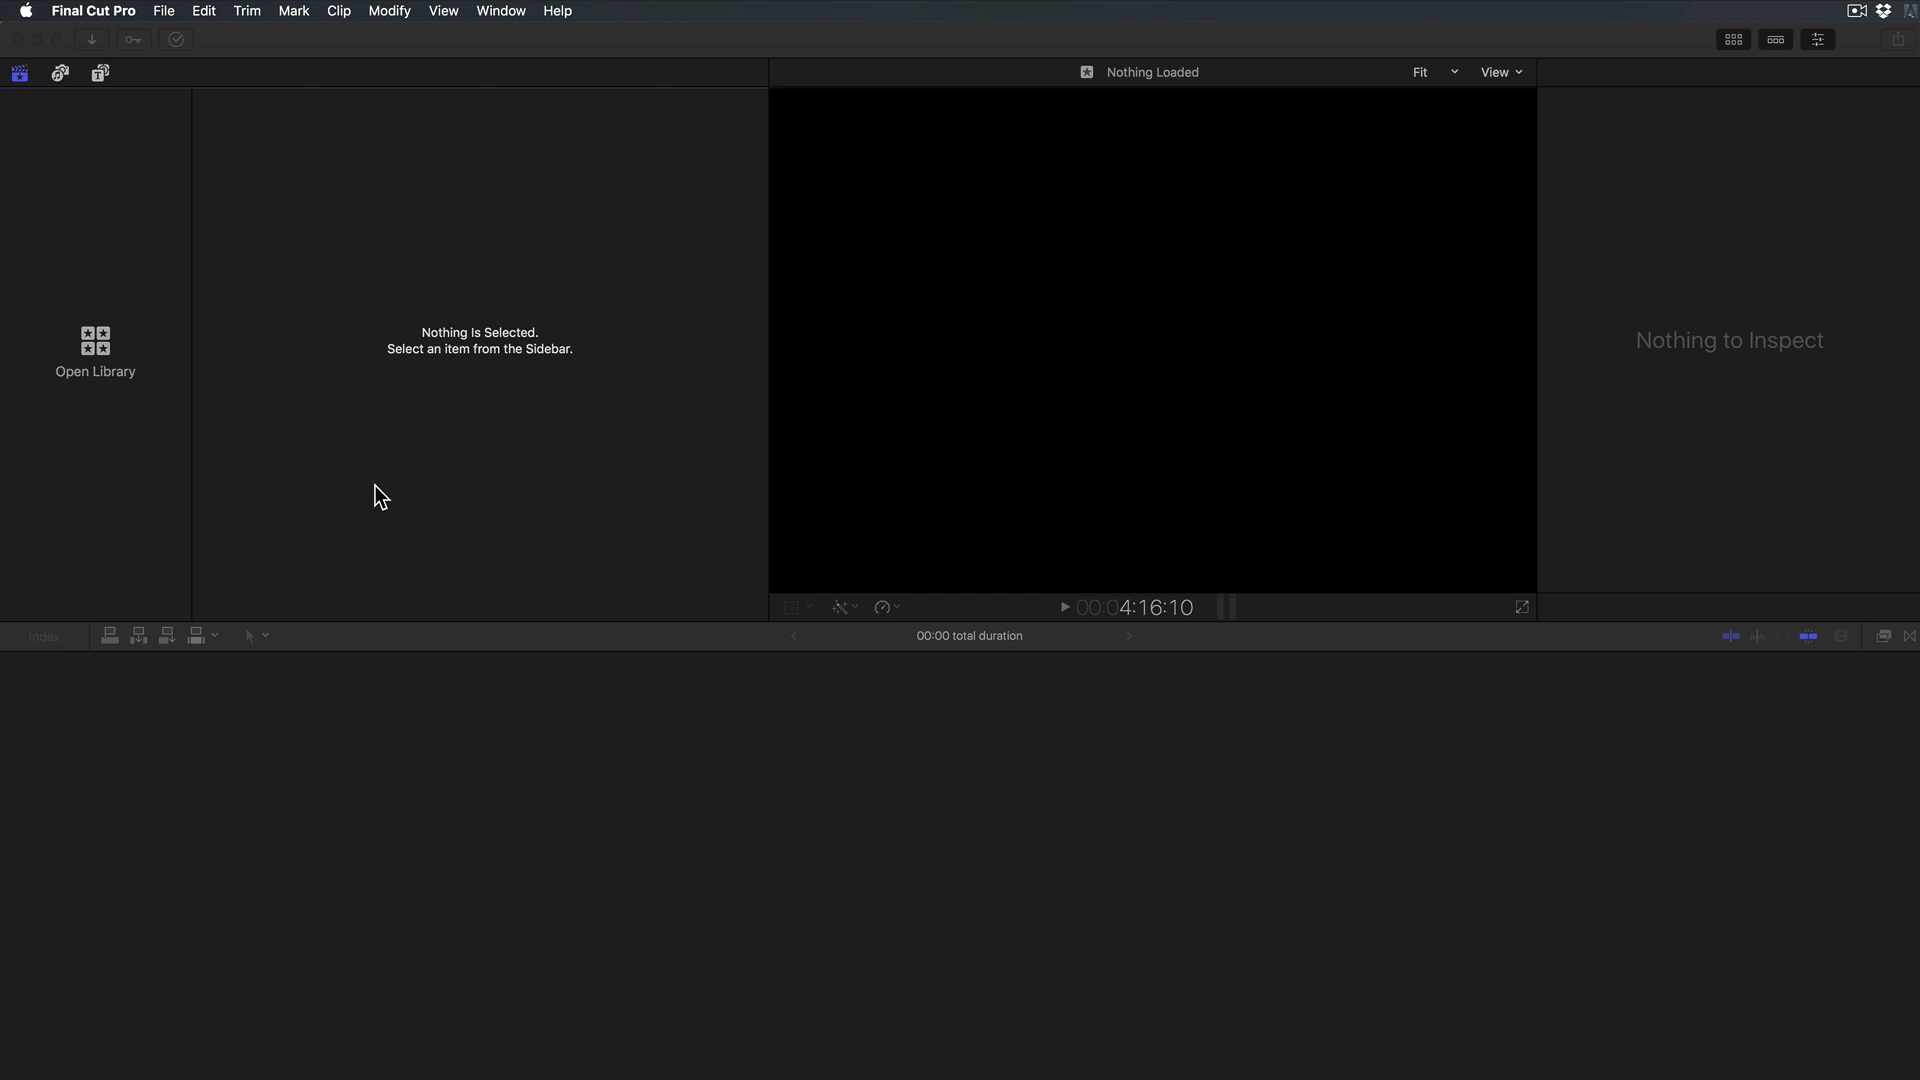 Final Cut Pro File Edit Trim Mark Clip Modify View Window Help
Nothing Loaded Fit View
Nothing Is Selected.
Select an item from the Sidebar.
Open Library
Nothing to Inspect
00:04:16:10
Index 00:00 total duration